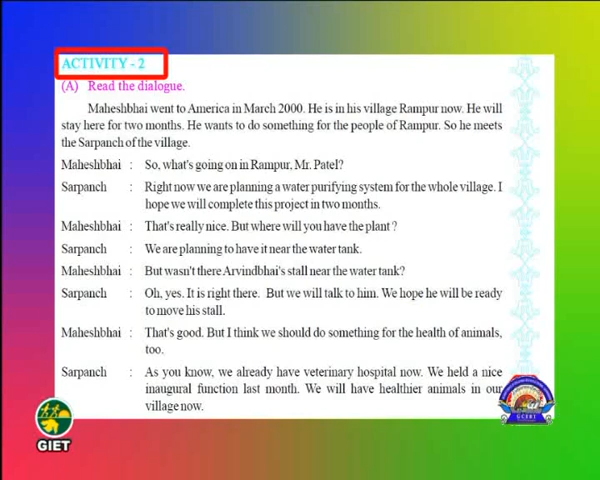 ACTIVITY - 2
(A) Read the dialogue.
Maheshbhai went to America in March 2000. He is in his village Rampur now. He will
stay here for two months. He wants to do something for the people of Rampur. So he meets
the Sarpanch of the village.
Maheshbhai : So, what's going on in Rampur, Mr. Patel?
Sarpanch : Right now we are planning a water purifying system for the whole village. I
hope we will complete this project in two months.
Maheshbhai : That's really nice. But where will you have the plant ?
Sarpanch : We are planning to have it near the water tank.
Maheshbhai : But wasn't there Arvindbhai's stall near the water tank?
Sarpanch : Oh, yes. It is right there. But we will talk to him. We hope he will be ready
to move his stall.
Maheshbhai : That's good. But I think we should do something for the health of animals,
too.
Sarpanch : As you know, we already have veterinary hospital now. We held a nice
inaugural function last month. We will have healthier animals in our
village now.
GIET